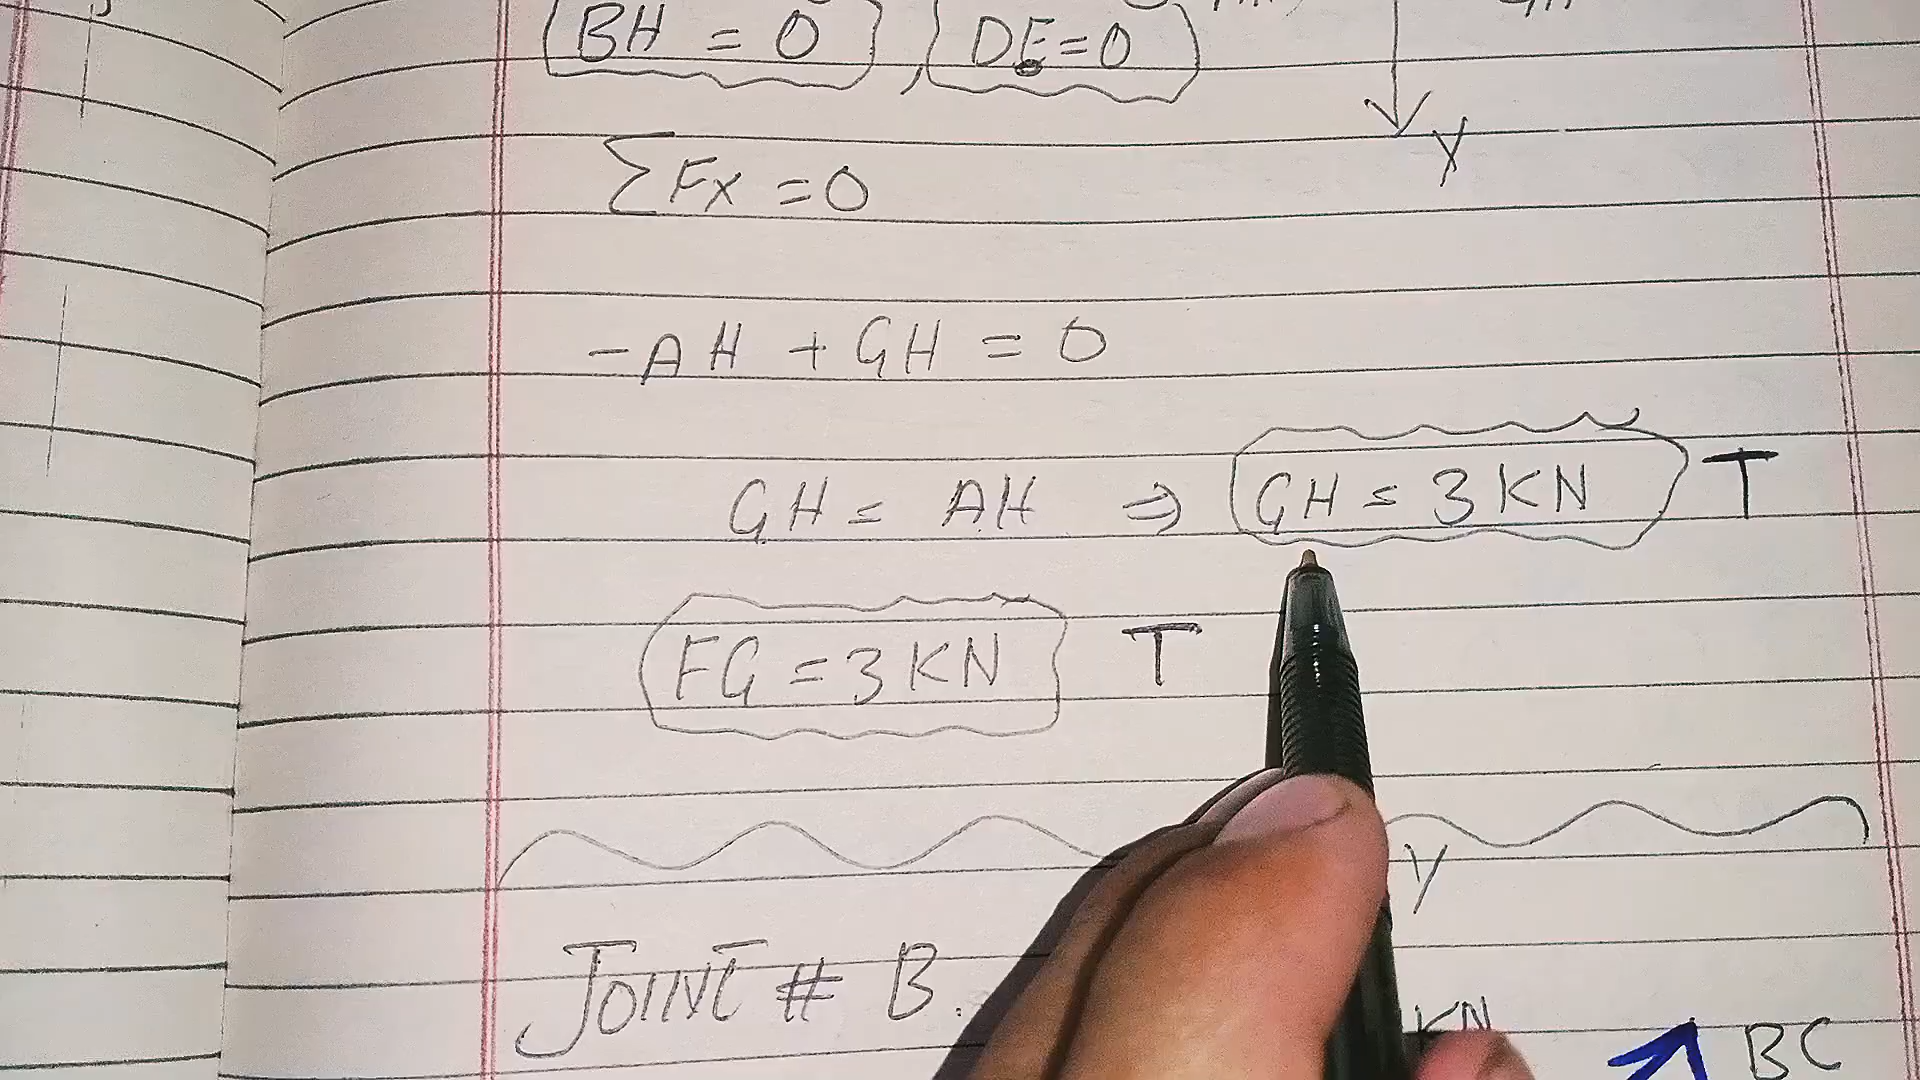 BH = 0 , DE = 0
Y
ΣFx = 0
-AH + GH = 0
GH = AH ⇒ GH = 3 KN T
FG = 3 KN T
Y
JOINT # B.
KN
BC